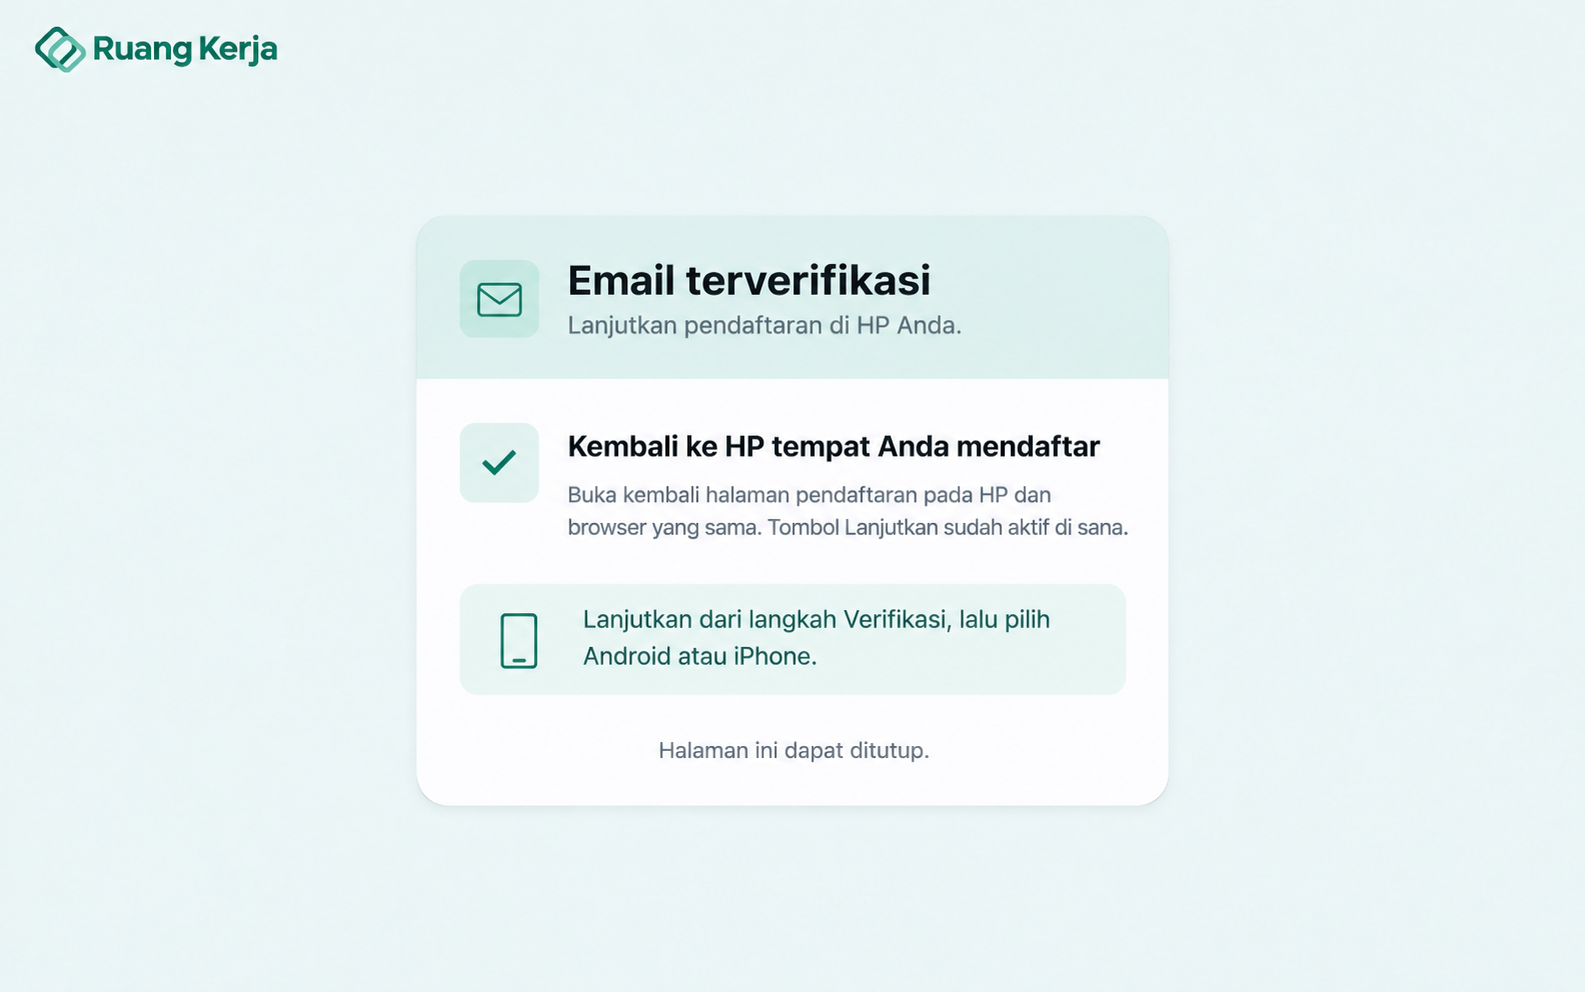 Ruang Kerja
Email terverifikasi
Lanjutkan pendaftaran di HP Anda.
Kembali ke HP tempat Anda mendaftar
Buka kembali halaman pendaftaran pada HP dan
browser yang sama. Tombol Lanjutkan sudah aktif di sana.
Lanjutkan dari langkah Verifikasi, lalu pilih
Android atau iPhone.
Halaman ini dapat ditutup.